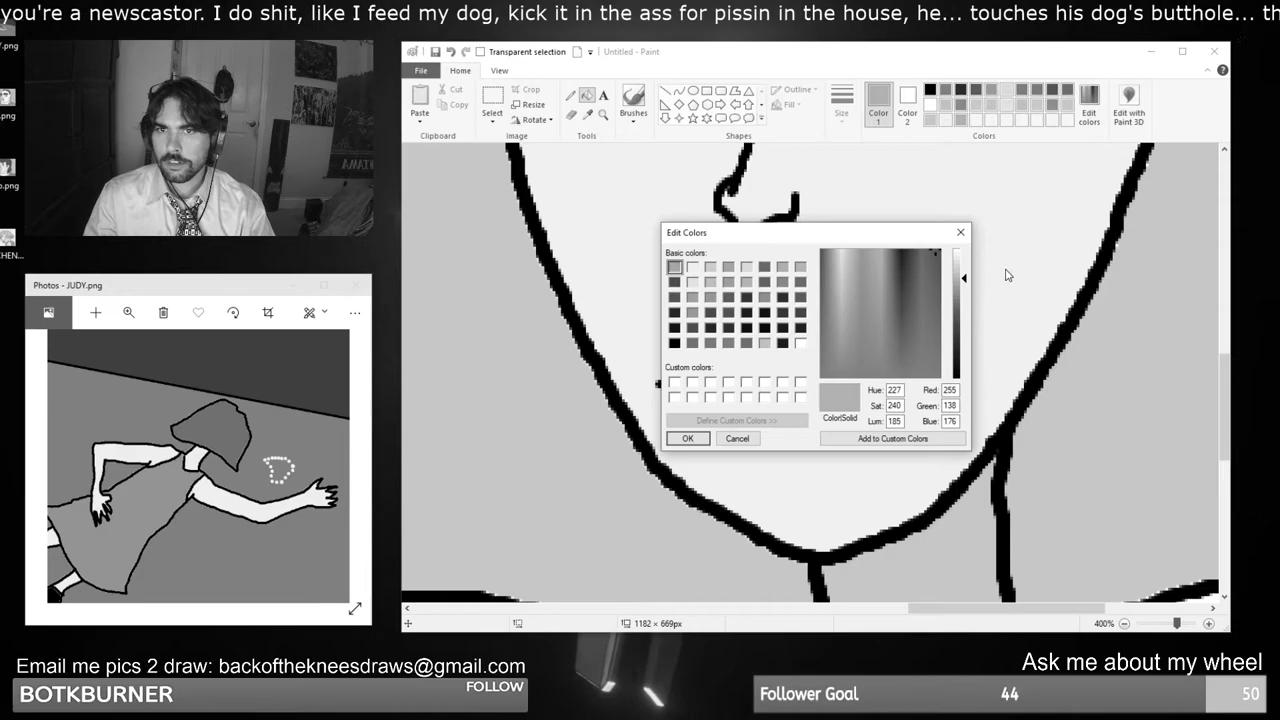 you're a newscastor. I do shit, like I feed my dog, kick it in the ass for pissin in the house, he... touches his dog's butthole... th
Y.png
.png
o.png
CHEN...
Transparent selection
Untitled - Paint
File
Home
View
Paste
Cut
Copy
Clipboard
Select
Crop
Resize
Rotate
Image
Tools
Brushes
Shapes
Outline
Fill
Size
Color 1
Color 2
Colors
Edit colors
Edit with Paint 3D
Photos - JUDY.png
Edit Colors
Basic colors:
Custom colors:
Define Custom Colors >>
OK
Cancel
Color|Solid
Hue: 227
Sat: 240
Lum: 185
Red: 255
Green: 138
Blue: 176
Add to Custom Colors
1182 × 669px
400%
Email me pics 2 draw: backofthekneesdraws@gmail.com
Ask me about my wheel
BOTKBURNER
FOLLOW
Follower Goal
44
50